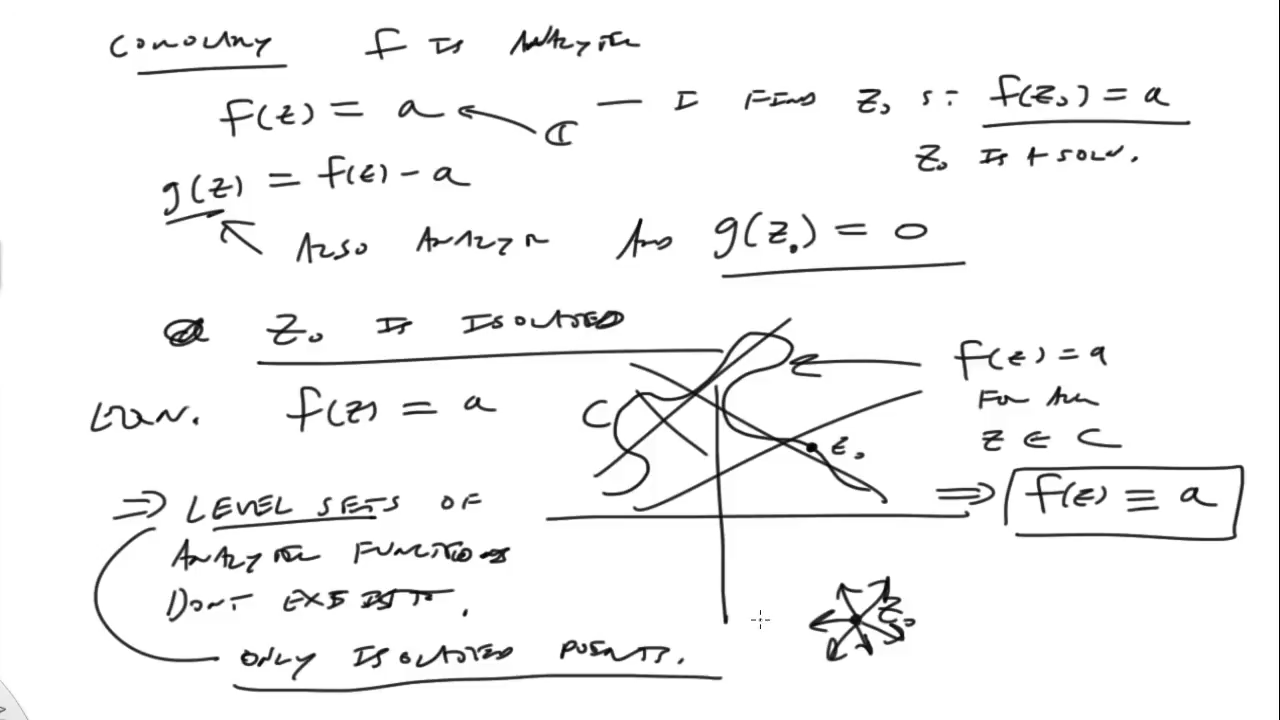 COROLLARY f IS ANALYTIC
f(z) = a ← ℂ — I FIND z₀ s.t. f(z₀) = a
z₀ IS A SOLN.
g(z) = f(z) - a
ALSO ANALYTIC AND g(z₀) = 0
z₀ IS ISOLATED
f(z) = a
FOR ALL
z ∈ C
f(z) = a
C
z₀
⇒ f(z) ≡ a
⇒ LEVEL SETS OF
ANALYTIC FUNCTIONS
DONT EXIST.
z₀
ONLY ISOLATED POINTS.